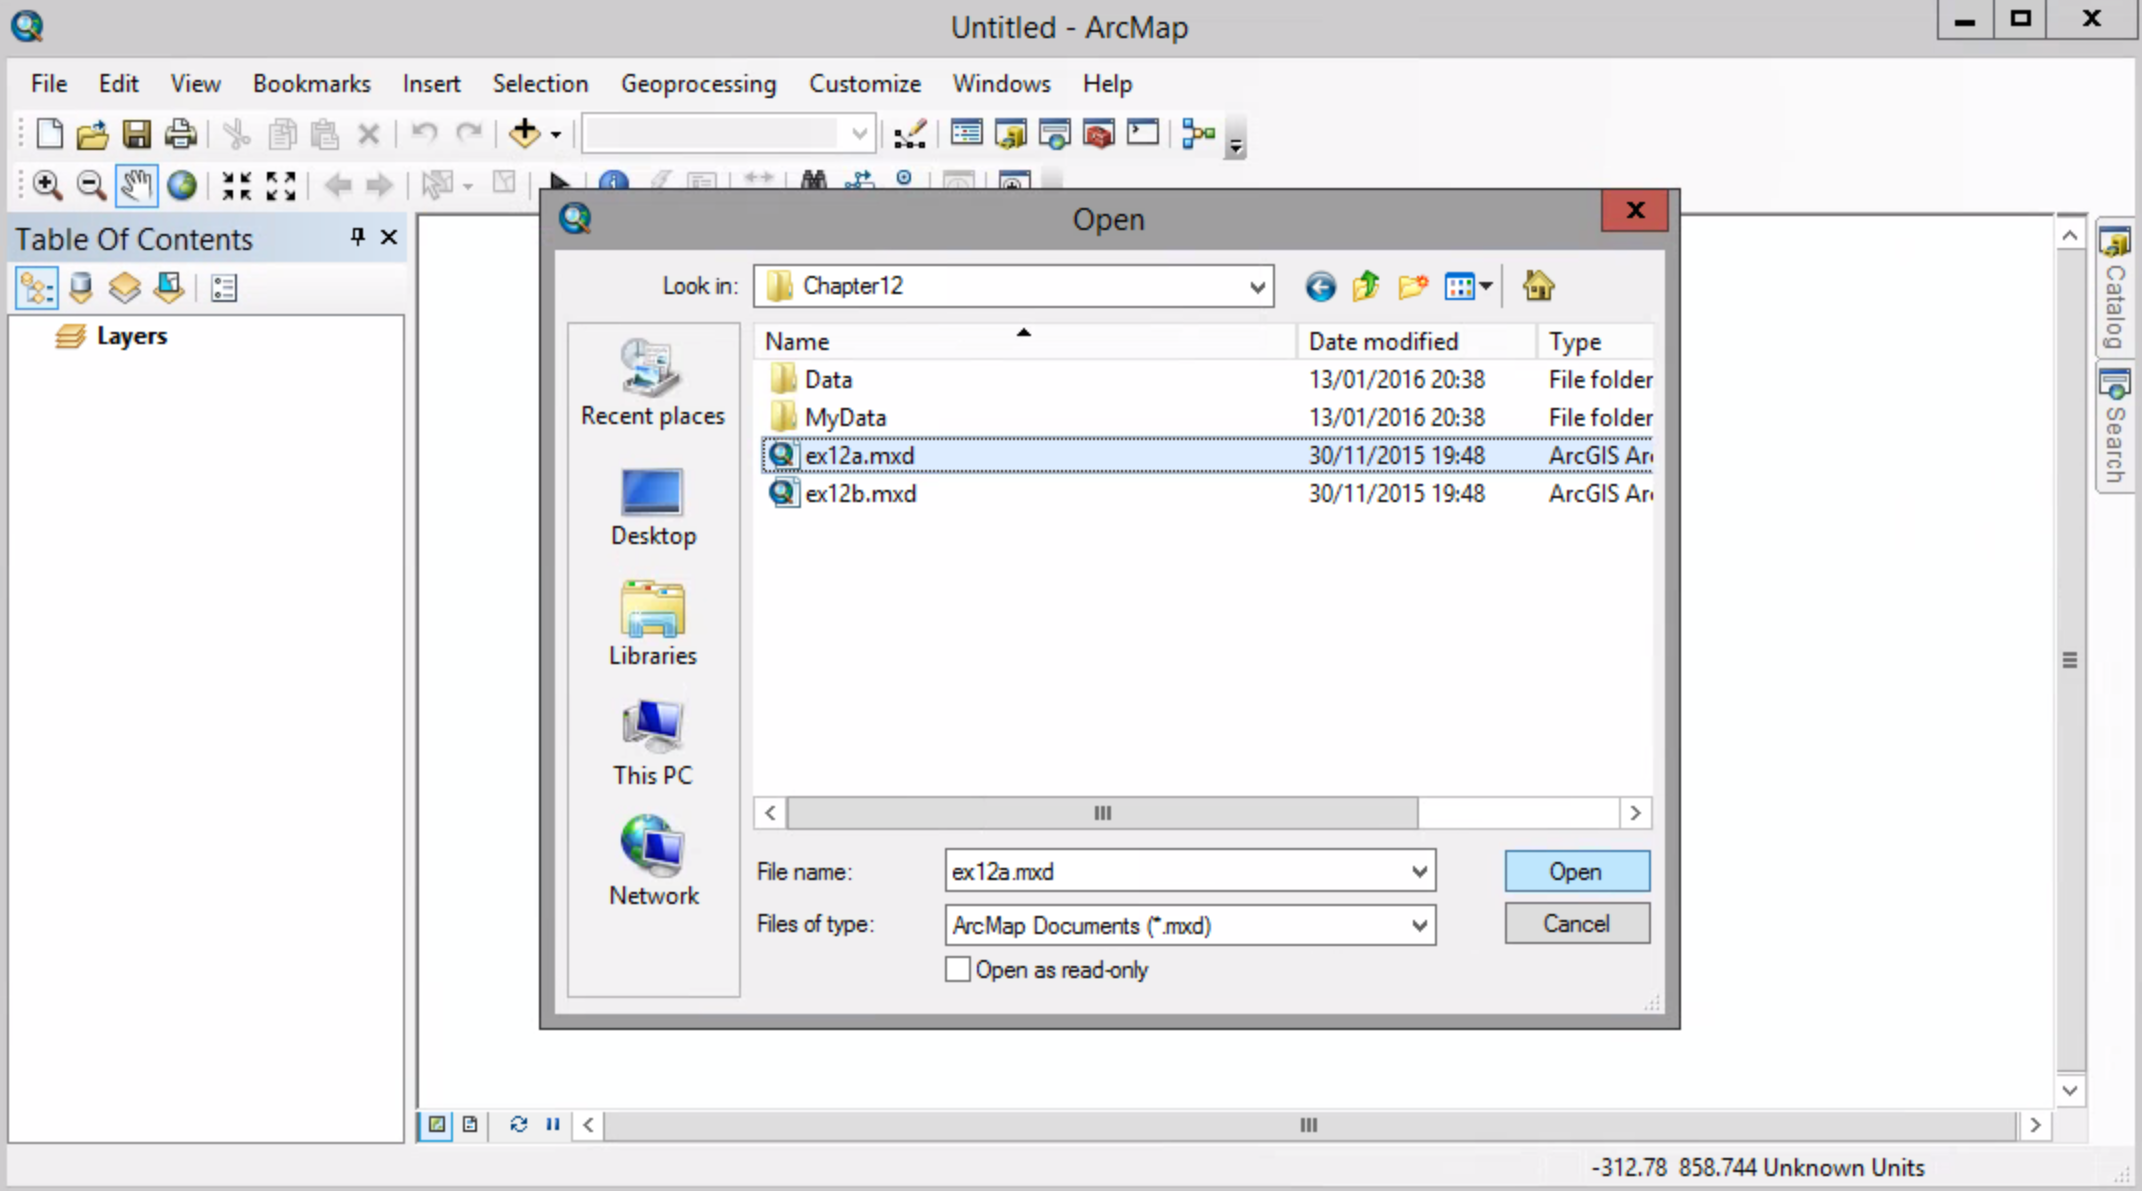 Untitled - ArcMap
File Edit View Bookmarks Insert Selection Geoprocessing Customize Windows Help
Table Of Contents
Layers
Open
Look in: Chapter12
Name Date modified Type
Data 13/01/2016 20:38 File folder
MyData 13/01/2016 20:38 File folder
ex12a.mxd 30/11/2015 19:48 ArcGIS Ar
ex12b.mxd 30/11/2015 19:48 ArcGIS Ar
Recent places
Desktop
Libraries
This PC
Network
File name: ex12a.mxd Open
Files of type: ArcMap Documents (*.mxd) Cancel
Open as read-only
Catalog
Search
-312.78 858.744 Unknown Units